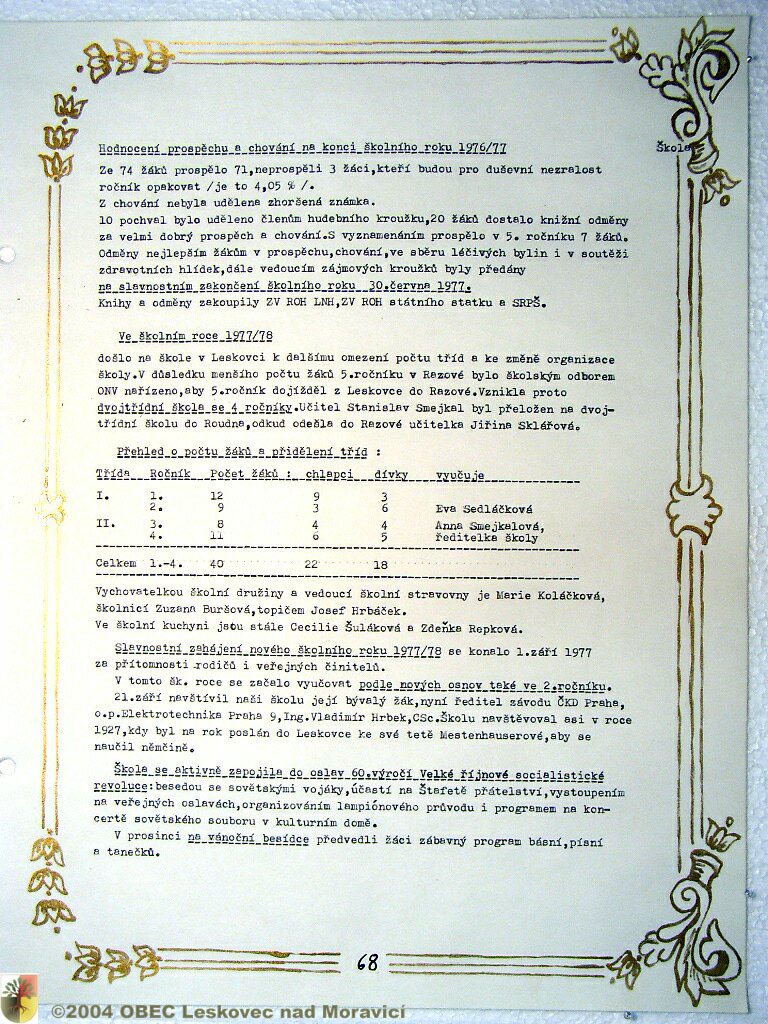 Hodnocení prospěchu a chování na konci školního roku 1976/77
Škola
Ze 74 žáků prospělo 71,neprospěli 3 žáci,kteří budou pro duševní nezralost
ročník opakovat /je to 4,05 % /.
Z chování nebyla udělena zhoršená známka.
10 pochval bylo uděleno členům hudebního kroužku,20 žáků dostalo knižní odměny
za velmi dobrý prospěch a chování.S vyznamenáním prospělo v 5. ročníku 7 žáků.
Odměny nejlepším žákům v prospěchu,chování,ve sběru léčivých bylin i v soutěži
zdravotních hlídek,dále vedoucím zájmových kroužků byly předány
na slavnostním zakončení školního roku 30.června 1977.
Knihy a odměny zakoupily ZV ROH LNH,ZV ROH státního statku a SRPŠ.
Ve školním roce 1977/78
došlo na škole v Leskovci k dalšímu omezení počtu tříd a ke změně organizace
školy.V důsledku menšího počtu žáků 5.ročníku v Razové bylo školským odborem
ONV nařízeno,aby 5.ročník dojížděl z Leskovce do Razové.Vznikla proto
dvojtřídní škola se 4 ročníky.Učitel Stanislav Smejkal byl přeložen na dvoj-
třídní školu do Roudna,odkud odešla do Razové učitelka Jiřina Sklářová.
Přehled o počtu žáků a přidělení tříd :
Třída Ročník Počet žáků : chlapci dívky vyučuje
I. 1. 12 9 3
2. 9 3 6 Eva Sedláčková
II. 3. 8 4 4 Anna Smejkalová,
4. 11 6 5 ředitelka školy
Celkem 1.-4. 40 22 18
Vychovatelkou školní družiny a vedoucí školní stravovny je Marie Koláčková,
školnicí Zuzana Buršová,topičem Josef Hrbáček.
Ve školní kuchyni jsou stále Cecilie Šuláková a Zdeňka Repková.
Slavnostní zahájení nového školního roku 1977/78 se konalo 1.září 1977
za přítomnosti rodičů i veřejných činitelů.
V tomto šk. roce se začalo vyučovat podle nových osnov také ve 2.ročníku.
21.září navštívil naši školu její bývalý žák,nyní ředitel závodu ČKD Praha,
o.p.Elektrotechnika Praha 9,Ing.Vladimír Hrbek,CSc.Školu navštěvoval asi v roce
1927,kdy byl na rok poslán do Leskovce ke své tetě Mestenhauserové,aby se
naučil němčině.
Škola se aktivně zapojila do oslav 60.výročí Velké říjnové socialistické
revoluce:besedou se sovětskými vojáky,účastí na Štafetě přátelství,vystoupením
na veřejných oslavách,organizováním lampiónového průvodu i programem na kon-
certě sovětského souboru v kulturním domě.
V prosinci na vánoční besídce předvedli žáci zábavný program básní,písní
a tanečků.
68
©2004 OBEC Leskovec nad Moravicí